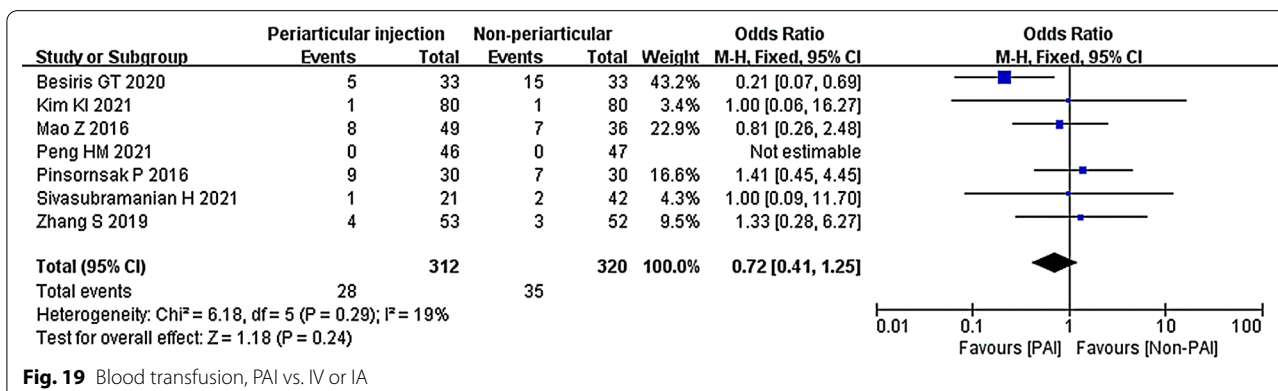 Periarticular injection Non-periarticular Odds Ratio Odds Ratio
Study or Subgroup Events Total Events Total Weight M-H, Fixed, 95% CI M-H, Fixed, 95% CI
Besiris GT 2020 5 33 15 33 43.2% 0.21 [0.07, 0.69]
Kim KI 2021 1 80 1 80 3.4% 1.00 [0.06, 16.27]
Mao Z 2016 8 49 7 36 22.9% 0.81 [0.26, 2.48]
Peng HM 2021 0 46 0 47 Not estimable
Pinsornsak P 2016 9 30 7 30 16.6% 1.41 [0.45, 4.45]
Sivasubramanian H 2021 1 21 2 42 4.3% 1.00 [0.09, 11.70]
Zhang S 2019 4 53 3 52 9.5% 1.33 [0.28, 6.27]
Total (95% CI) 312 320 100.0% 0.72 [0.41, 1.25]
Total events 28 35
Heterogeneity: Chi² = 6.18, df = 5 (P = 0.29); I² = 19%
Test for overall effect: Z = 1.18 (P = 0.24)
0.01 0.1 1 10 100
Favours [PAI] Favours [Non-PAI]
Fig. 19 Blood transfusion, PAI vs. IV or IA